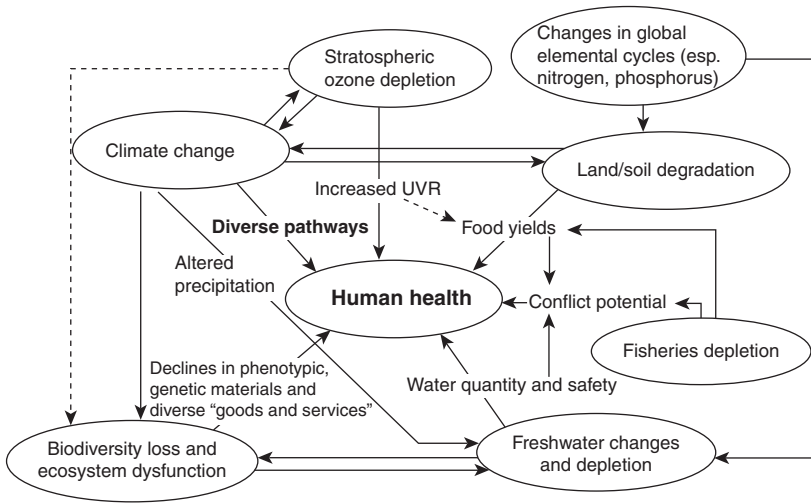 Stratospheric
ozone depletion
Changes in global
elemental cycles (esp.
nitrogen, phosphorus)
Climate change
Land/soil degradation
Increased UVR
Diverse pathways
Food yields
Altered
precipitation
Human health
Conflict potential
Fisheries depletion
Declines in phenotypic,
genetic materials and
diverse “goods and services”
Water quantity and safety
Biodiversity loss and
ecosystem dysfunction
Freshwater changes
and depletion